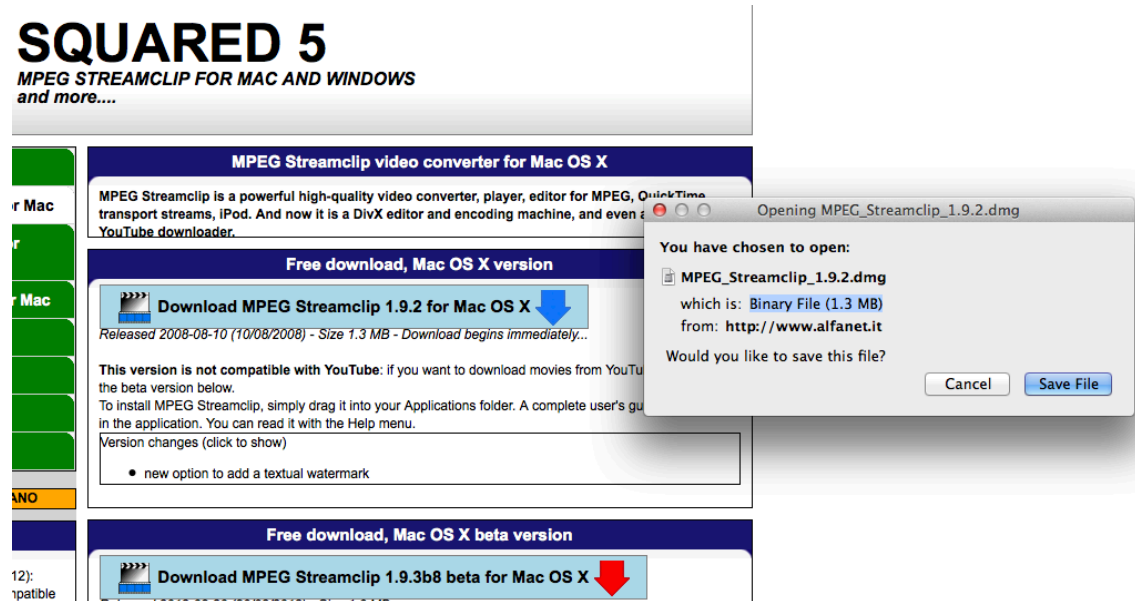 SQUARED 5
MPEG STREAMCLIP FOR MAC AND WINDOWS
and more....
r Mac
r
r Mac
ANO
12):
npatible
MPEG Streamclip video converter for Mac OS X
MPEG Streamclip is a powerful high-quality video converter, player, editor for MPEG, QuickTime,
transport streams, iPod. And now it is a DivX editor and encoding machine, and even a
YouTube downloader.
Free download, Mac OS X version
Download MPEG Streamclip 1.9.2 for Mac OS X
Released 2008-08-10 (10/08/2008) - Size 1.3 MB - Download begins immediately...
This version is not compatible with YouTube: if you want to download movies from YouTu
the beta version below.
To install MPEG Streamclip, simply drag it into your Applications folder. A complete user's gu
in the application. You can read it with the Help menu.
Version changes (click to show)
• new option to add a textual watermark
Free download, Mac OS X beta version
Download MPEG Streamclip 1.9.3b8 beta for Mac OS X
Opening MPEG_Streamclip_1.9.2.dmg
You have chosen to open:
MPEG_Streamclip_1.9.2.dmg
which is: Binary File (1.3 MB)
from: http://www.alfanet.it
Would you like to save this file?
Cancel
Save File